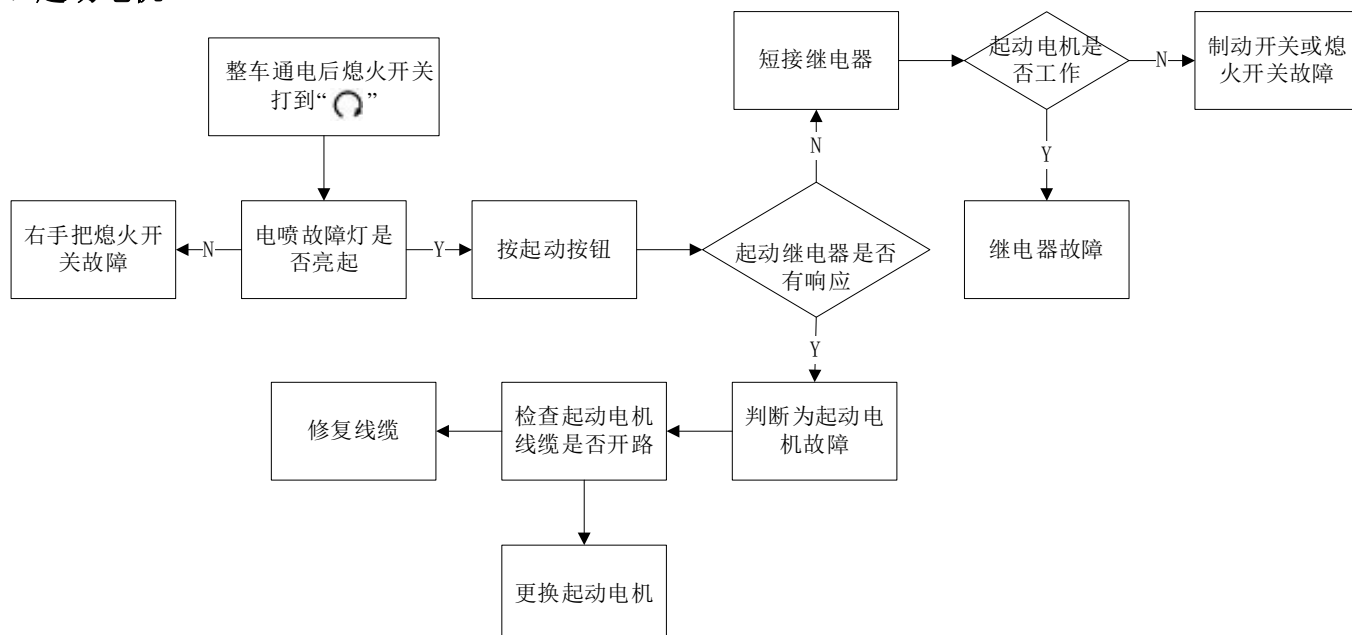 整车通电后熄火开关
打到“ ”
右手把熄火开
关故障
N
电喷故障灯是
否亮起
Y
按起动按钮
起动继电器是否
有响应
N
短接继电器
起动电机是
否工作
N
制动开关或熄
火开关故障
Y
继电器故障
Y
判断为起动电
机故障
检查起动电机
线缆是否开路
修复线缆
更换起动电机